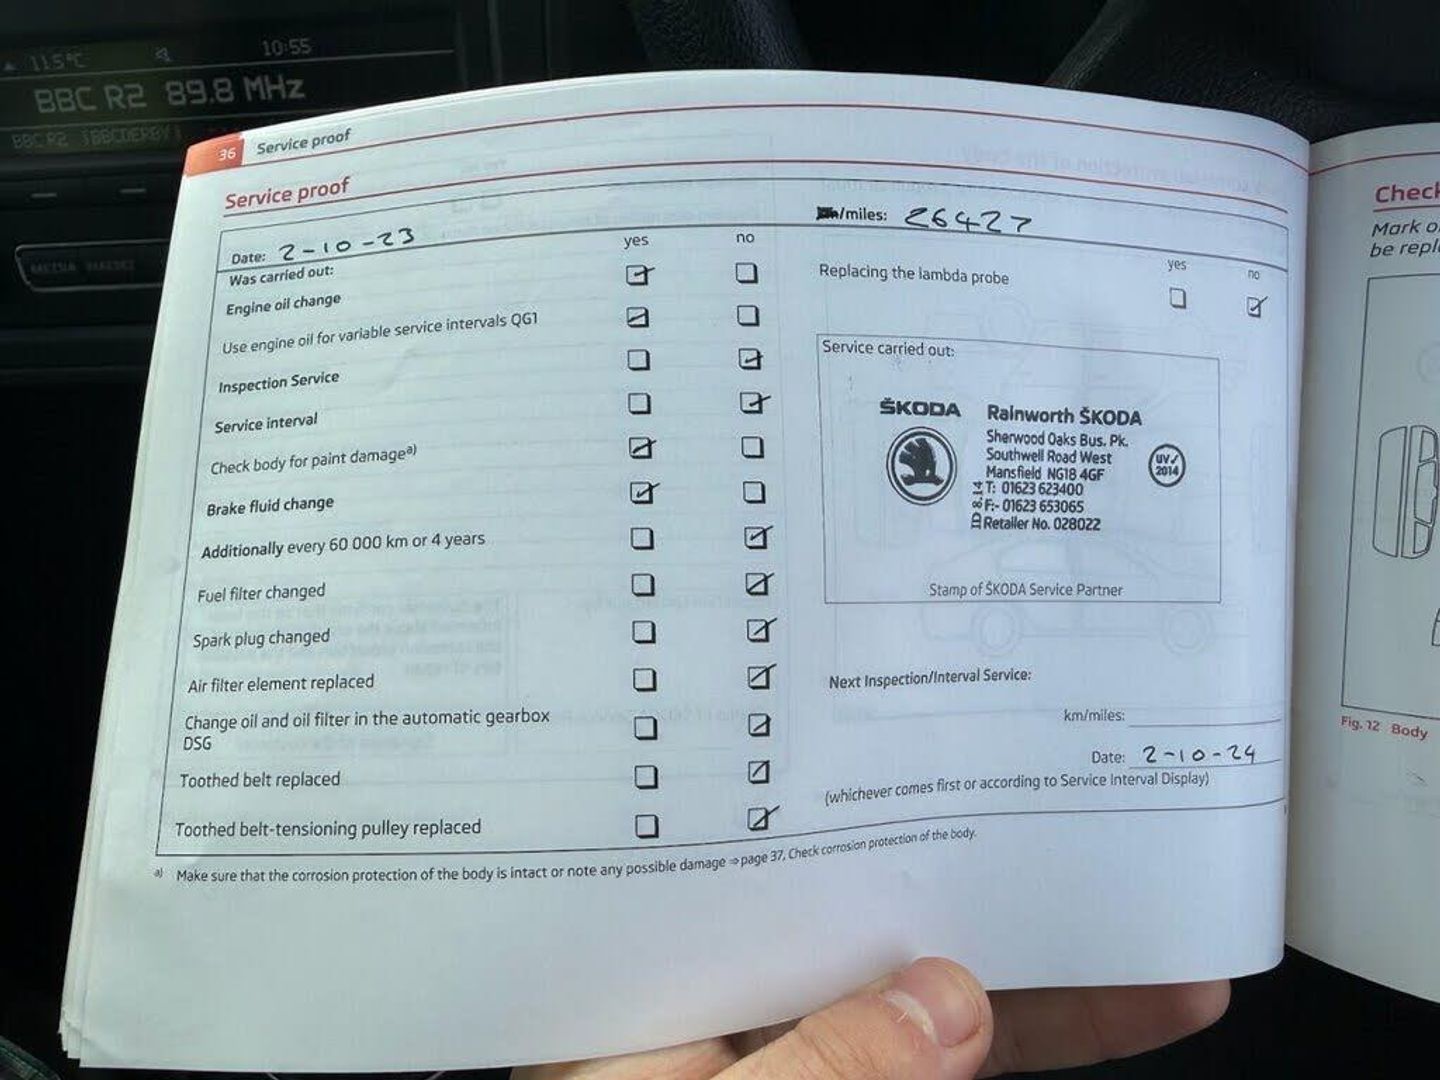 11.5°C 10:55
BBC R2 89.8 MHz
36 Service proof
Service proof
Date: 2-10-23
/miles: 26427
Was carried out:
yes no
Engine oil change
Use engine oil for variable service intervals QG1
Inspection Service
Service interval
Check body for paint damage a)
Brake fluid change
Additionally every 60 000 km or 4 years
Fuel filter changed
Spark plug changed
Air filter element replaced
Change oil and oil filter in the automatic gearbox
DSG
Toothed belt replaced
Toothed belt-tensioning pulley replaced
yes no
Replacing the lambda probe
Service carried out:
ŠKODA Rainworth ŠKODA
Sherwood Oaks Bus. Pk.
Southwell Road West
Mansfield NG18 4GF
T: 01623 623400
F:- 01623 653065
Retailer No. 028022
UV✓
2014
Stamp of ŠKODA Service Partner
Next Inspection/Interval Service:
km/miles:
Date: 2-10-24
(whichever comes first or according to Service Interval Display)
a) Make sure that the corrosion protection of the body is intact or note any possible damage ⇒ page 37, Check corrosion protection of the body.
Mark
Fig. 12 Body